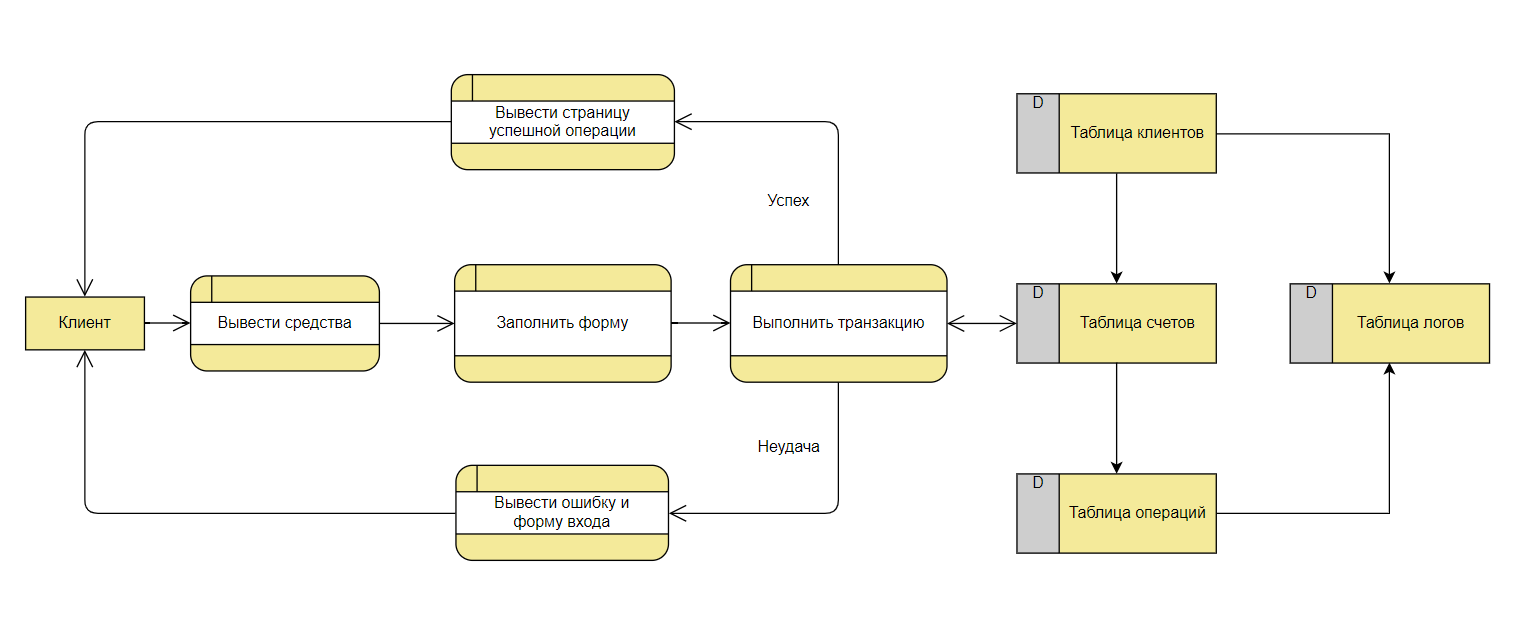 Вывести страницу
успешной операции
D
Таблица клиентов
Успех
Клиент
Вывести средства
Заполнить форму
Выполнить транзакцию
D
Таблица счетов
D
Таблица логов
Неудача
Вывести ошибку и
форму входа
D
Таблица операций